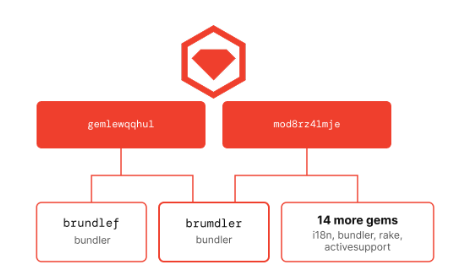 gemlewqqhul
mod8rz4lmje
brundlef
bundler
brumdler
bundler
14 more gems
i18n, bundler, rake,
activesupport